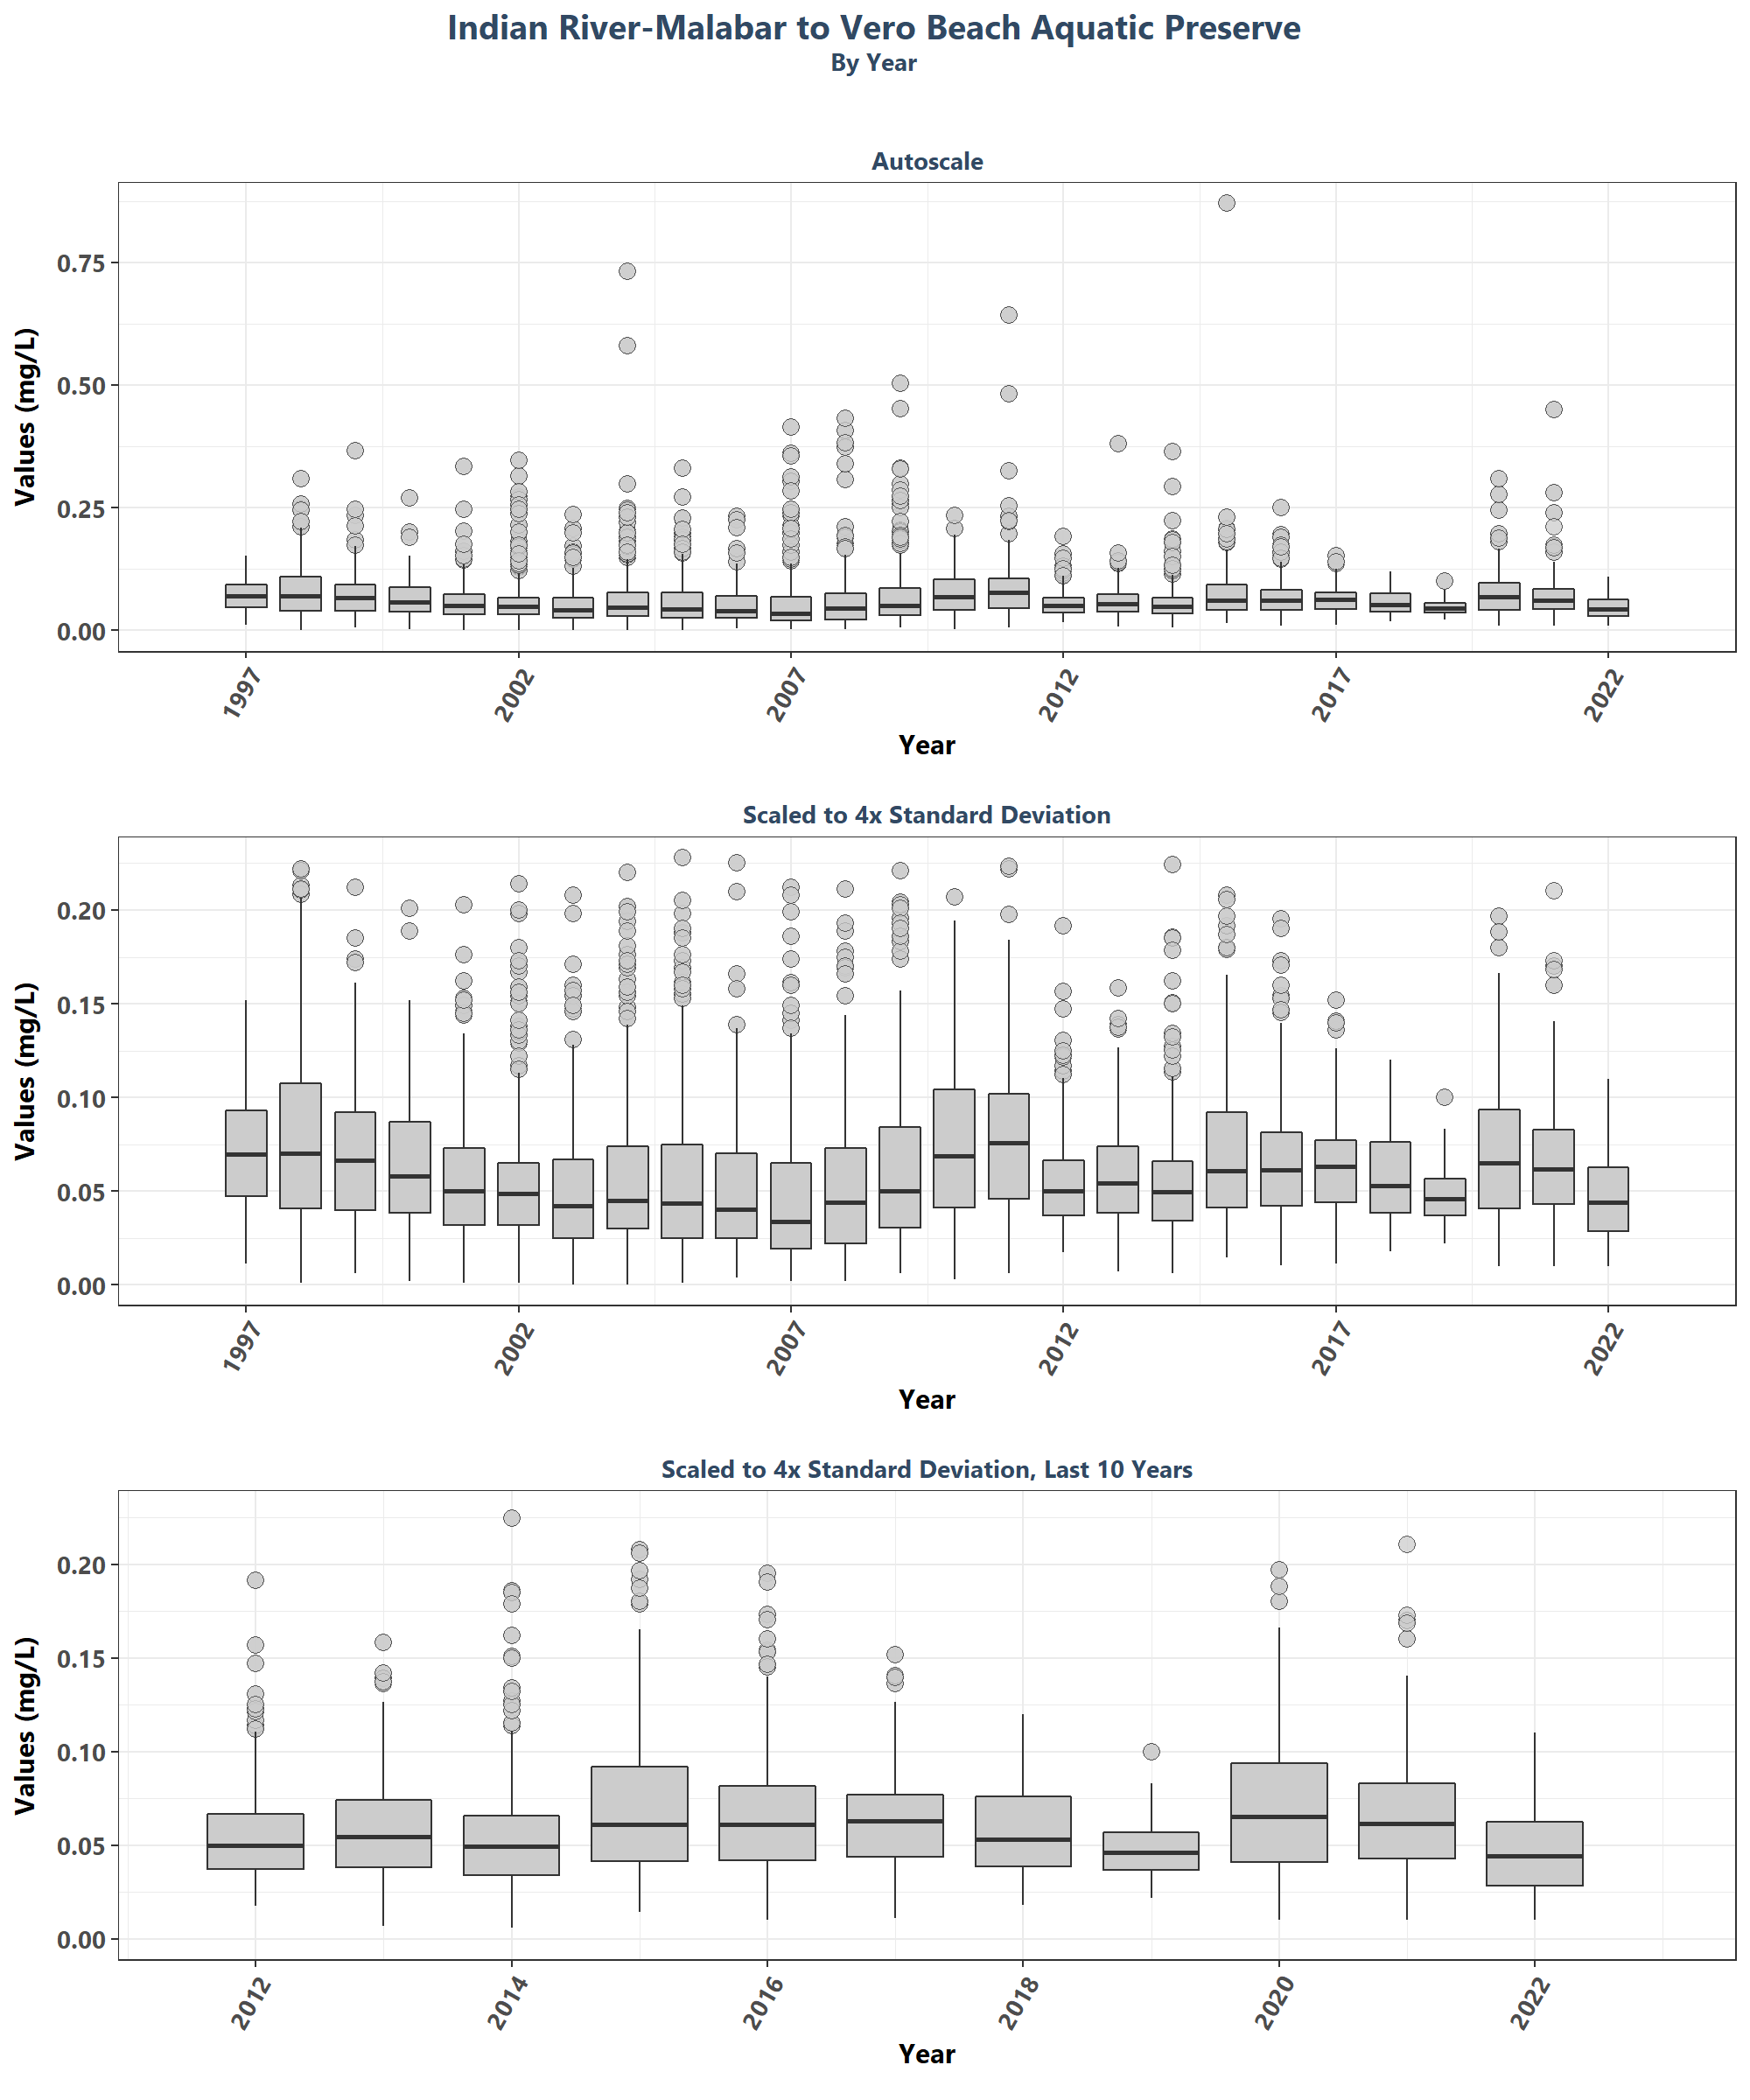 Indian River-Malabar to Vero Beach Aquatic Preserve
By Year
Autoscale
Values (mg/L)
0.75
0.50
0.25
0.00
1997 2002 2007 2012 2017 2022
Year
Scaled to 4x Standard Deviation
Values (mg/L)
0.20
0.15
0.10
0.05
0.00
1997 2002 2007 2012 2017 2022
Year
Scaled to 4x Standard Deviation, Last 10 Years
Values (mg/L)
0.20
0.15
0.10
0.05
0.00
2012 2014 2016 2018 2020 2022
Year